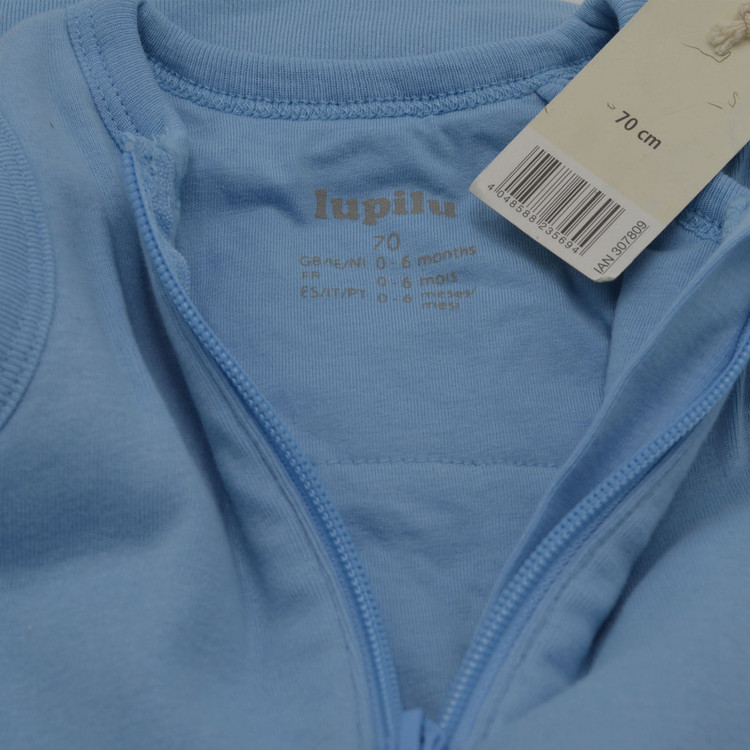 70 cm
4 048588 235694
IAN 307809
lupilu
70
GB/IE/NI 0 - 6 months
FR 0 - 6 mois
ES/IT/PT 0 - 6 meses/
mesi